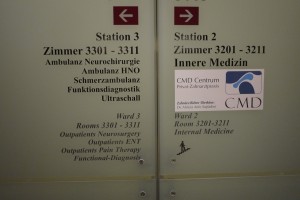 Station 3
Zimmer 3301 - 3311
Ambulanz Neurochirurgie
Ambulanz HNO
Schmerzambulanz
Funktionsdiagnostik
Ultraschall
Ward 3
Rooms 3301 - 3311
Outpatients Neurosurgery
Outpatients ENT
Outpatients Pain Therapy
Functional-Diagnosis
Station 2
Zimmer 3201 - 3211
Innere Medizin
CMD Centrum
CMD
Ward 2
Room 3201-3211
Internal Medicine